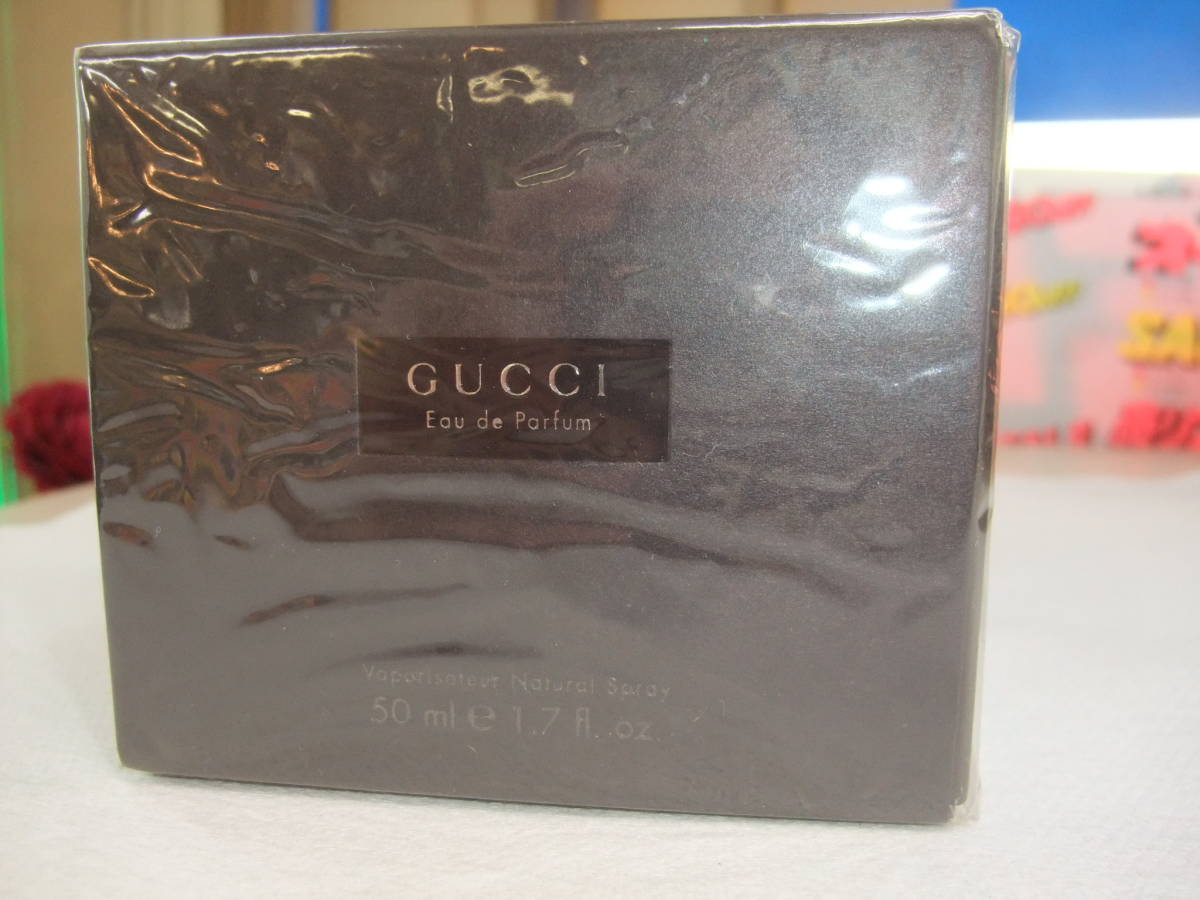 GUCCI
Eau de Parfum
Vaporisateur Natural Spray
50 ml ℮ 1.7 fl. oz.